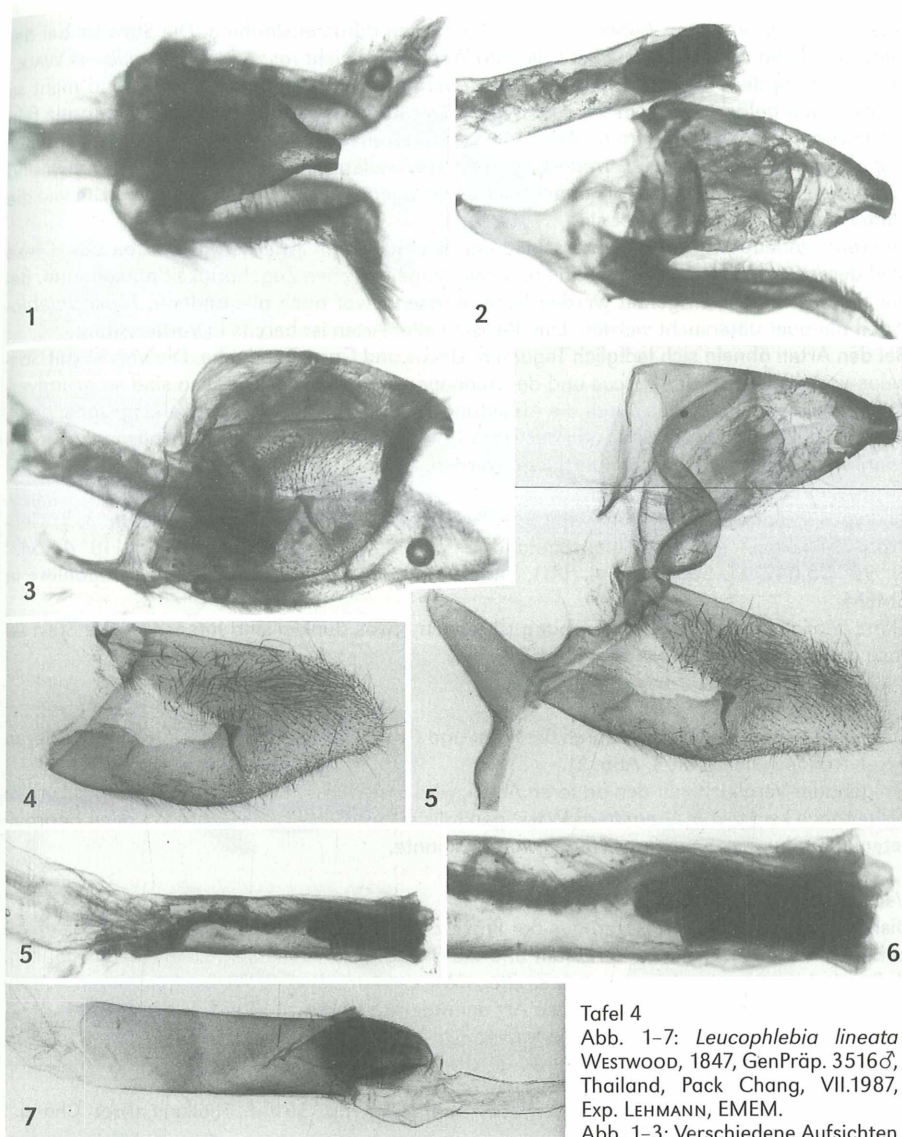 1
2
3
4
5
5
6
7
Tafel 4
Abb. 1–7: Leucophlebia lineata
WESTWOOD, 1847, GenPräp. 3516♂,
Thailand, Pack Chang, VII.1987,
Exp. LEHMANN, EMEM.
Abb. 1–3: Verschiedene Aufsichten